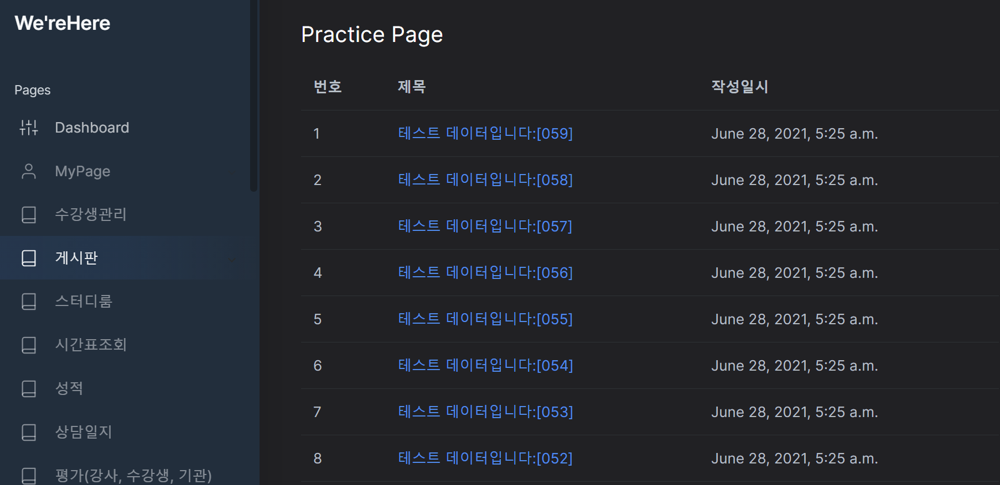 We'reHere
Pages
Dashboard
MyPage
수강생관리
게시판
스터디룸
시간표조회
성적
상담일지
평가(강사, 수강생, 기관)
Practice Page
번호 제목 작성일시
1 테스트 데이터입니다:[059] June 28, 2021, 5:25 a.m.
2 테스트 데이터입니다:[058] June 28, 2021, 5:25 a.m.
3 테스트 데이터입니다:[057] June 28, 2021, 5:25 a.m.
4 테스트 데이터입니다:[056] June 28, 2021, 5:25 a.m.
5 테스트 데이터입니다:[055] June 28, 2021, 5:25 a.m.
6 테스트 데이터입니다:[054] June 28, 2021, 5:25 a.m.
7 테스트 데이터입니다:[053] June 28, 2021, 5:25 a.m.
8 테스트 데이터입니다:[052] June 28, 2021, 5:25 a.m.